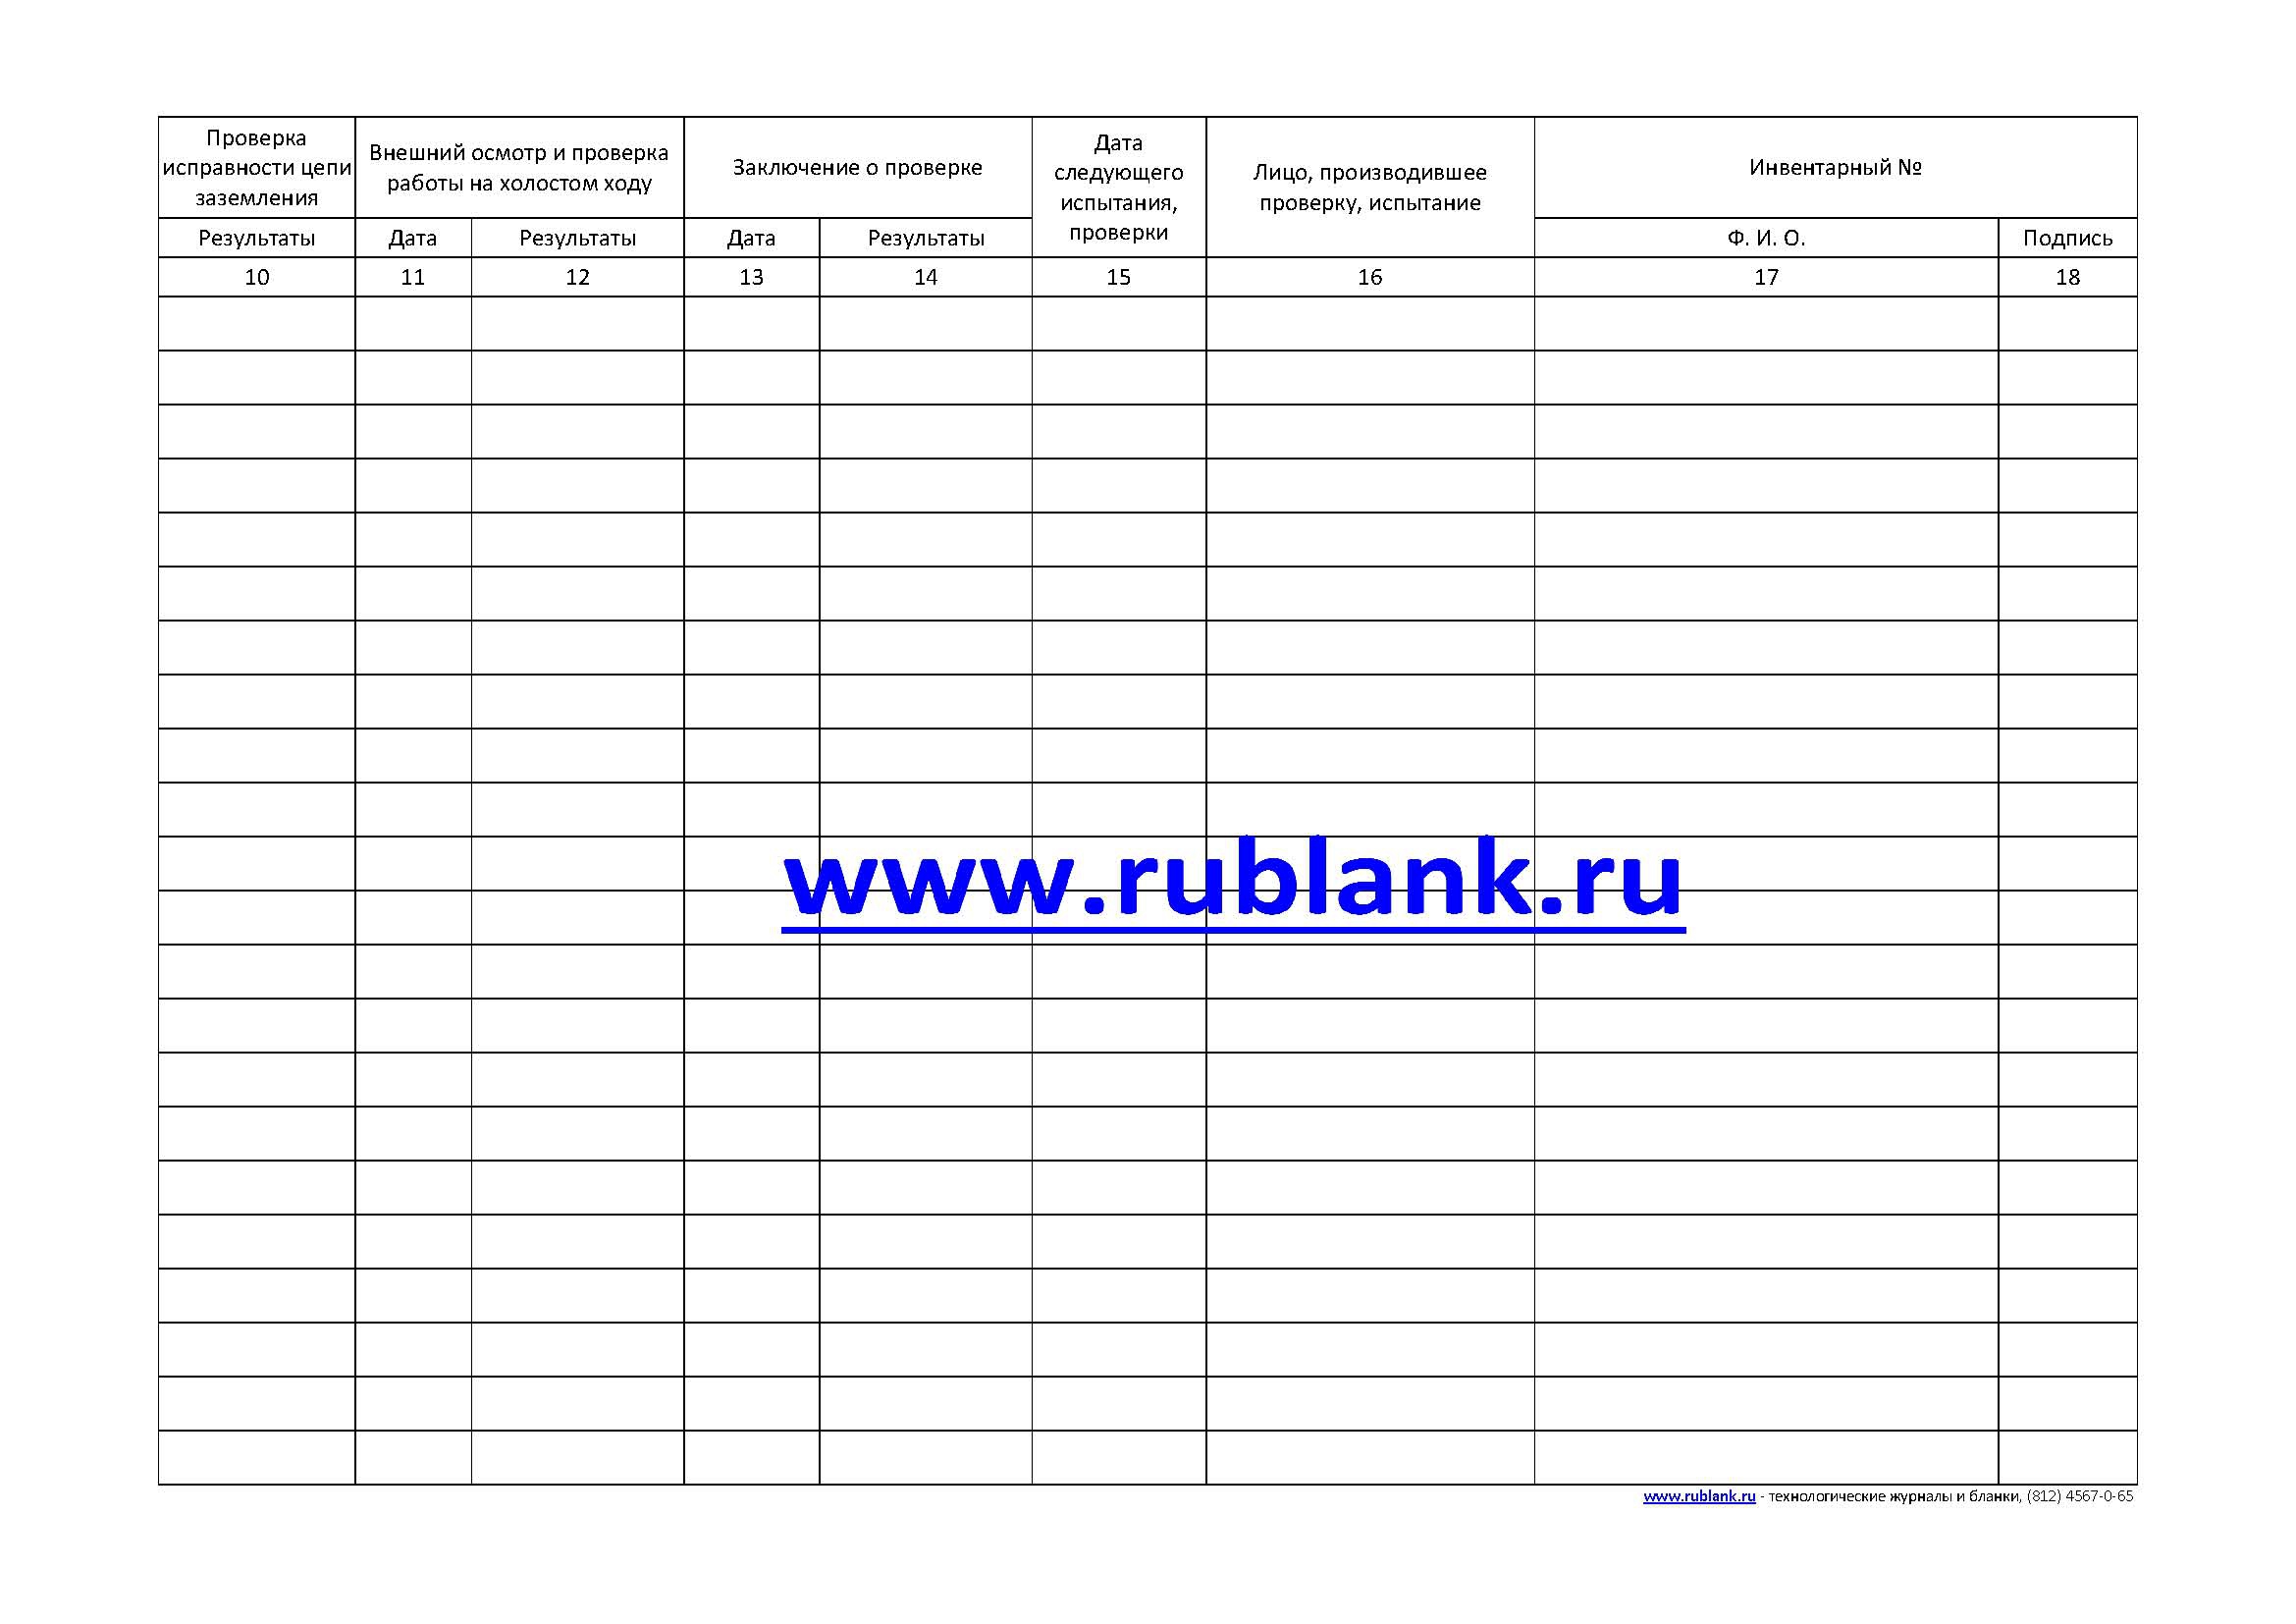 Проверка
исправности цепи
заземления
Внешний осмотр и проверка
работы на холостом ходу
Заключение о проверке
Дата
следующего
испытания,
проверки
Лицо, производившее
проверку, испытание
Инвентарный №
Результаты
Дата
Результаты
Дата
Результаты
Ф. И. О.
Подпись
10
11
12
13
14
15
16
17
18
www.rublank.ru
www.rublank.ru - технологические журналы и бланки, (812) 4567-0-65